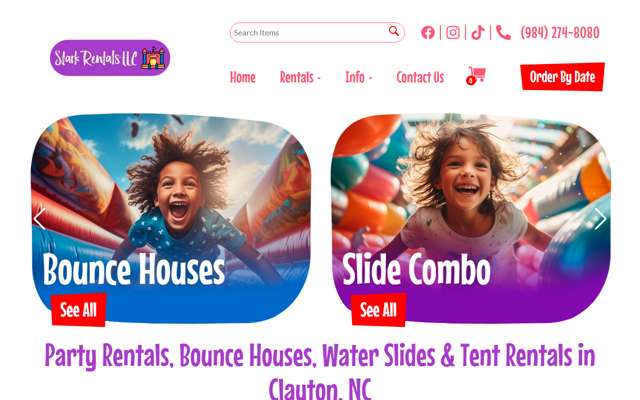 Search Items
(984) 274-8080
Stark Rentals LLC
Home
Rentals
Info
Contact Us
0
Order By Date
Bounce Houses
See All
Slide Combo
See All
Party Rentals, Bounce Houses, Water Slides & Tent Rentals in
Clayton, NC